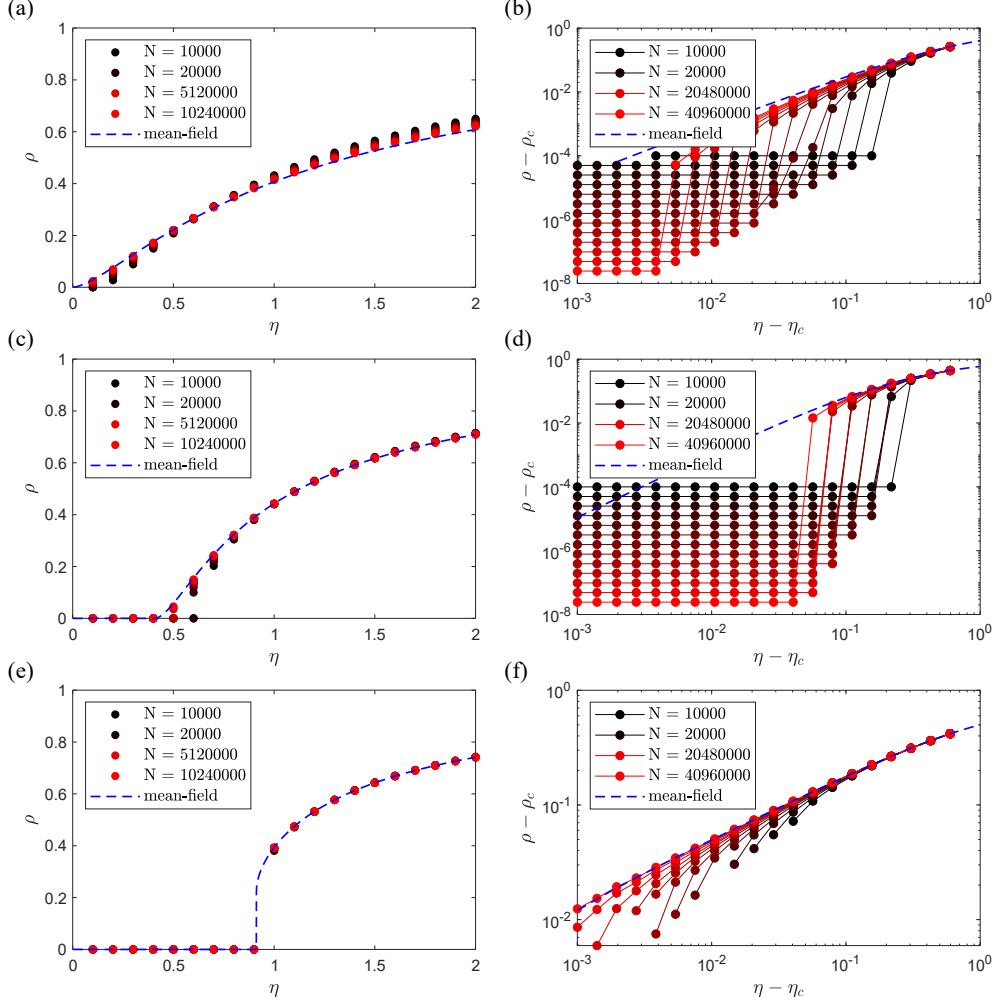 (a)
1
0.8
0.6
0.4
0.2
0
ρ
N = 10000
N = 20000
N = 5120000
N = 10240000
mean-field
0 0.5 1 1.5 2
η
(b)
10^0
10^-2
10^-4
10^-6
10^-8
ρ − ρ_c
N = 10000
N = 20000
N = 20480000
N = 40960000
mean-field
10^-3 10^-2 10^-1 10^0
η − η_c
(c)
1
0.8
0.6
0.4
0.2
0
ρ
N = 10000
N = 20000
N = 5120000
N = 10240000
mean-field
0 0.5 1 1.5 2
η
(d)
10^0
10^-2
10^-4
10^-6
10^-8
ρ − ρ_c
N = 10000
N = 20000
N = 20480000
N = 40960000
mean-field
10^-3 10^-2 10^-1 10^0
η − η_c
(e)
1
0.8
0.6
0.4
0.2
0
ρ
N = 10000
N = 20000
N = 5120000
N = 10240000
mean-field
0 0.5 1 1.5 2
η
(f)
10^0
10^-1
10^-2
ρ − ρ_c
N = 10000
N = 20000
N = 20480000
N = 40960000
mean-field
10^-3 10^-2 10^-1 10^0
η − η_c